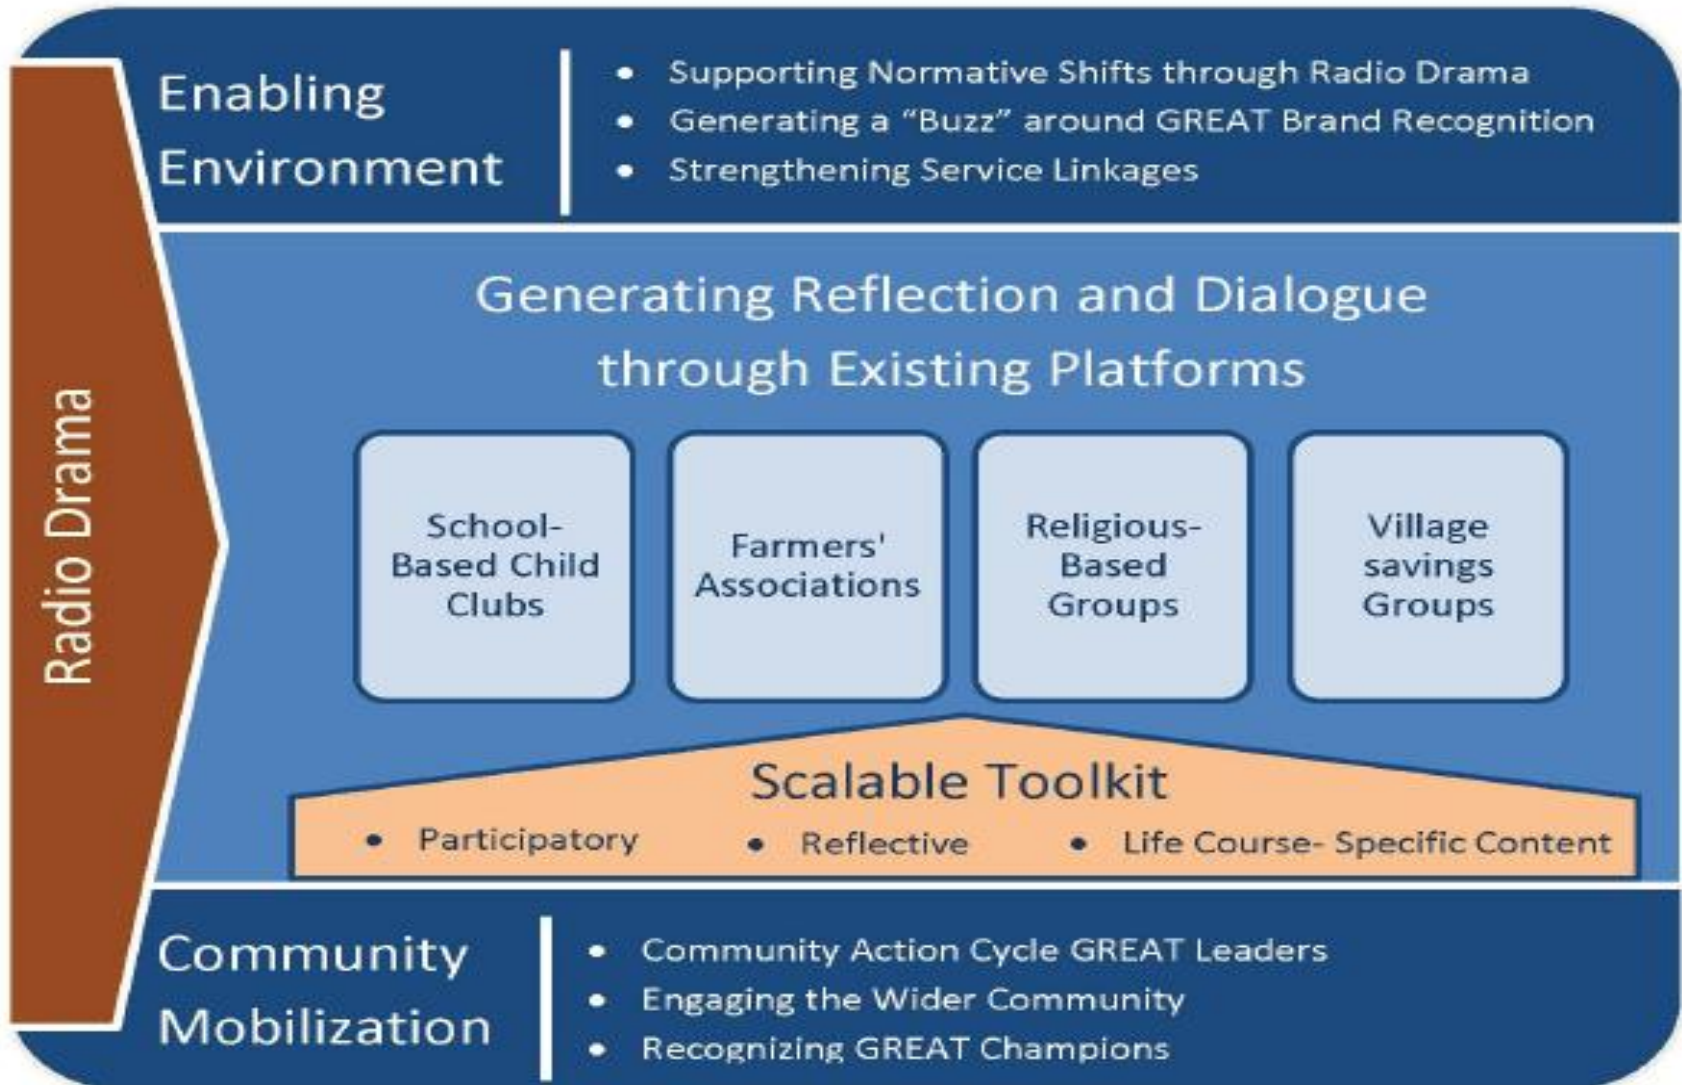 Enabling
Environment
• Supporting Normative Shifts through Radio Drama
• Generating a “Buzz” around GREAT Brand Recognition
• Strengthening Service Linkages
Radio Drama
Generating Reflection and Dialogue
through Existing Platforms
School-
Based Child
Clubs
Farmers'
Associations
Religious-
Based
Groups
Village
savings
Groups
Scalable Toolkit
• Participatory • Reflective • Life Course- Specific Content
Community
Mobilization
• Community Action Cycle GREAT Leaders
• Engaging the Wider Community
• Recognizing GREAT Champions